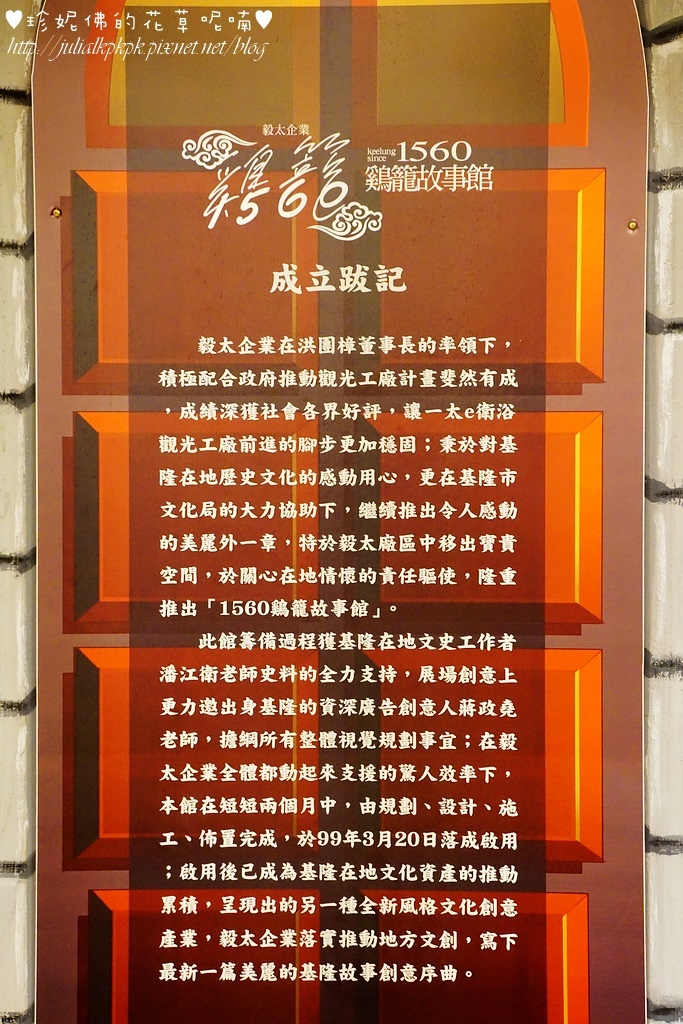 ♥珍妮佛的花草呢喃♥
http://julialkpkpk.pixnet.net/blog
毅太企業
鷄籠
keelung since 1560
鷄籠故事館
成立跋記
毅太企業在洪團樟董事長的率領下，
積極配合政府推動觀光工廠計畫斐然有成
，成績深獲社會各界好評，讓一太e衛浴
觀光工廠前進的腳步更加穩固；秉於對基
隆在地歷史文化的感動用心，更在基隆市
文化局的大力協助下，繼續推出令人感動
的美麗外一章，特於毅太廠區中移出寶貴
空間，於關心在地情懷的責任驅使，隆重
推出「1560鷄籠故事館」。
此館籌備過程獲基隆在地文史工作者
潘江衛老師史料的全力支持，展場創意上
更力邀出身基隆的資深廣告創意人蔣政堯
老師，擔綱所有整體視覺規劃事宜；在毅
太企業全體都動起來支援的驚人效率下，
本館在短短兩個月中，由規劃、設計、施
工、佈置完成，於99年3月20日落成啟用
；啟用後已成為基隆在地文化資產的推動
累積，呈現出的另一種全新風格文化創意
產業，毅太企業落實推動地方文創，寫下
最新一篇美麗的基隆故事創意序曲。